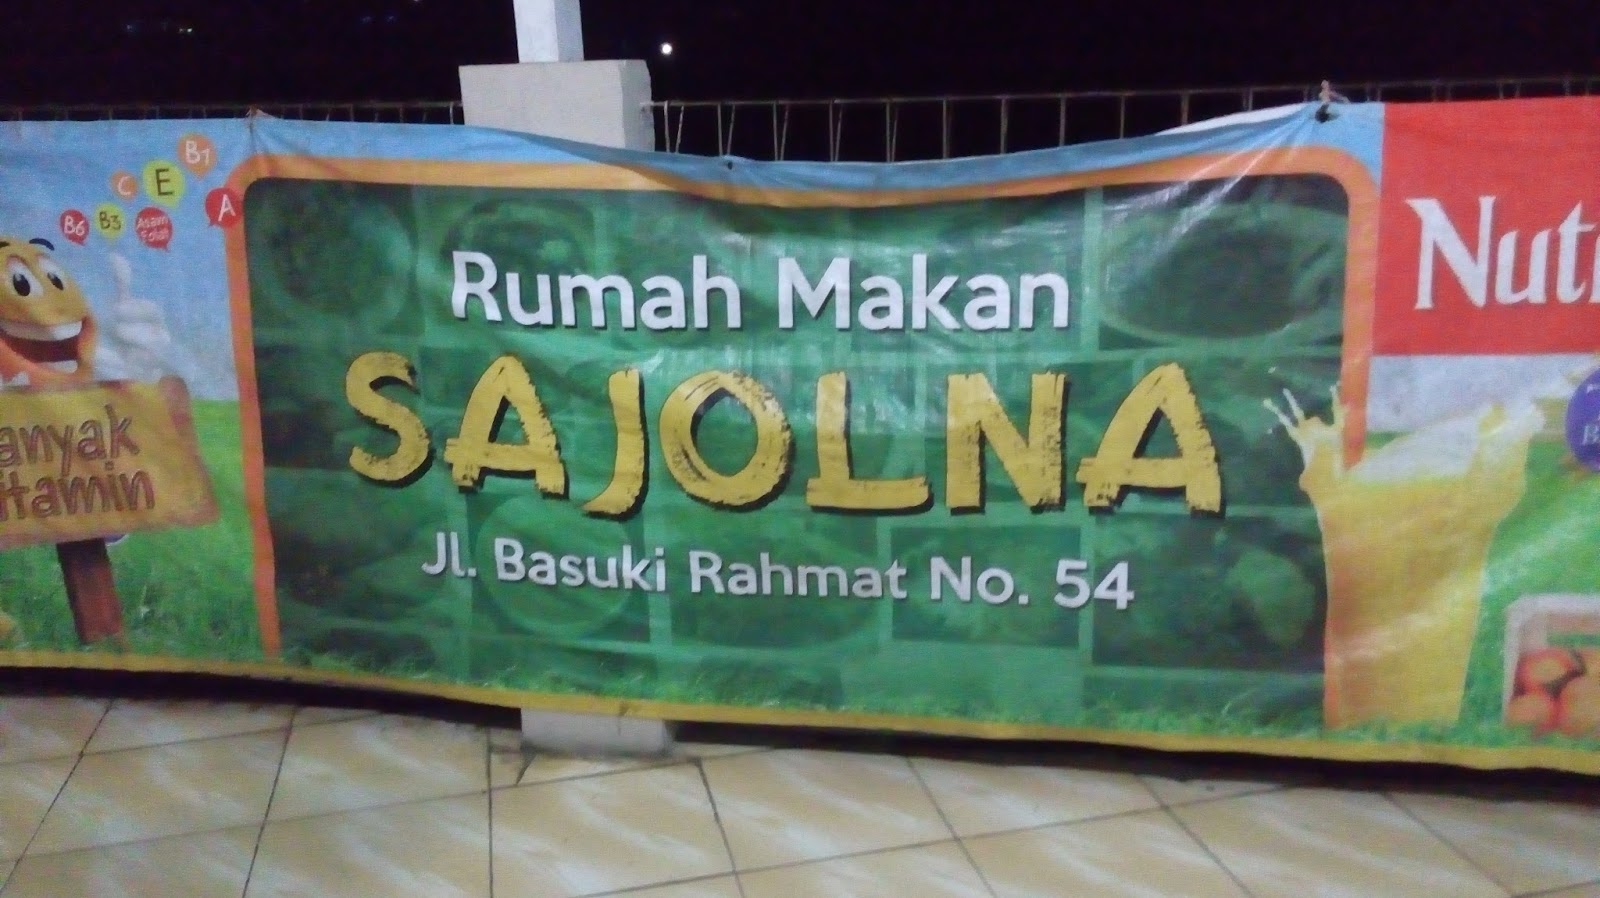 B1
E
C
A
B6
B3
Asam
Folat
anyak
itamin
Rumah Makan
SAJOLNA
Jl. Basuki Rahmat No. 54
Nut